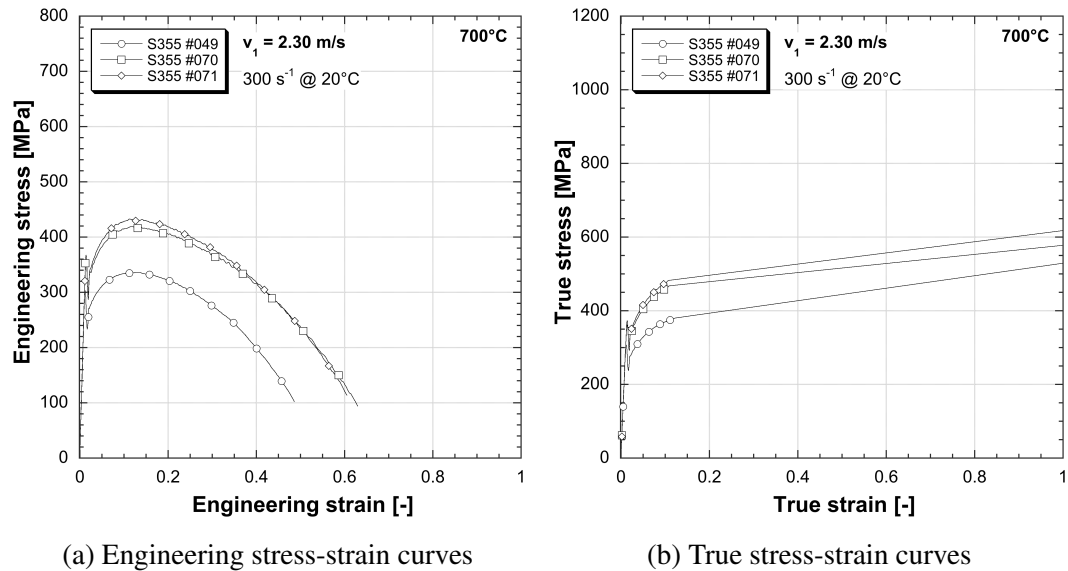 800
700
600
500
400
300
200
100
0
0
0.2
0.4
0.6
0.8
1
Engineering stress [MPa]
Engineering strain [-]
S355 #049
S355 #070
S355 #071
v1 = 2.30 m/s
300 s-1 @ 20°C
700°C
(a) Engineering stress-strain curves
1200
1000
800
600
400
200
0
0
0.2
0.4
0.6
0.8
1
True stress [MPa]
True strain [-]
S355 #049
S355 #070
S355 #071
v1 = 2.30 m/s
300 s-1 @ 20°C
700°C
(b) True stress-strain curves